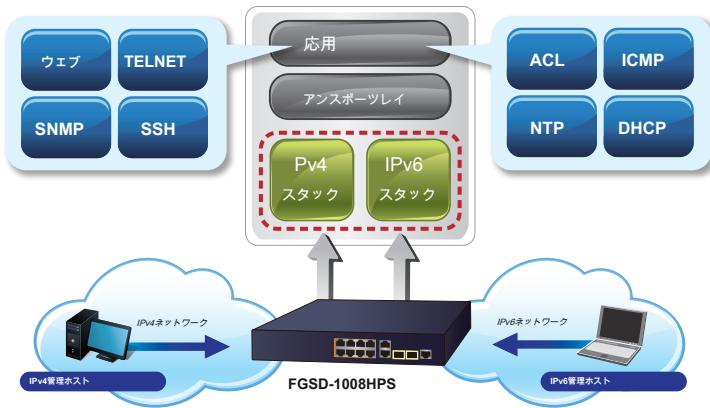 ウェブ
TELNET
SNMP
SSH
応用
アンスポーツレイ
Pv4
スタック
IPv6
スタック
ACL
ICMP
NTP
DHCP
IPv4ネットワーク
IPv4管理ホスト
FGSD-1008HPS
IPv6ネットワーク
IPv6管理ホスト